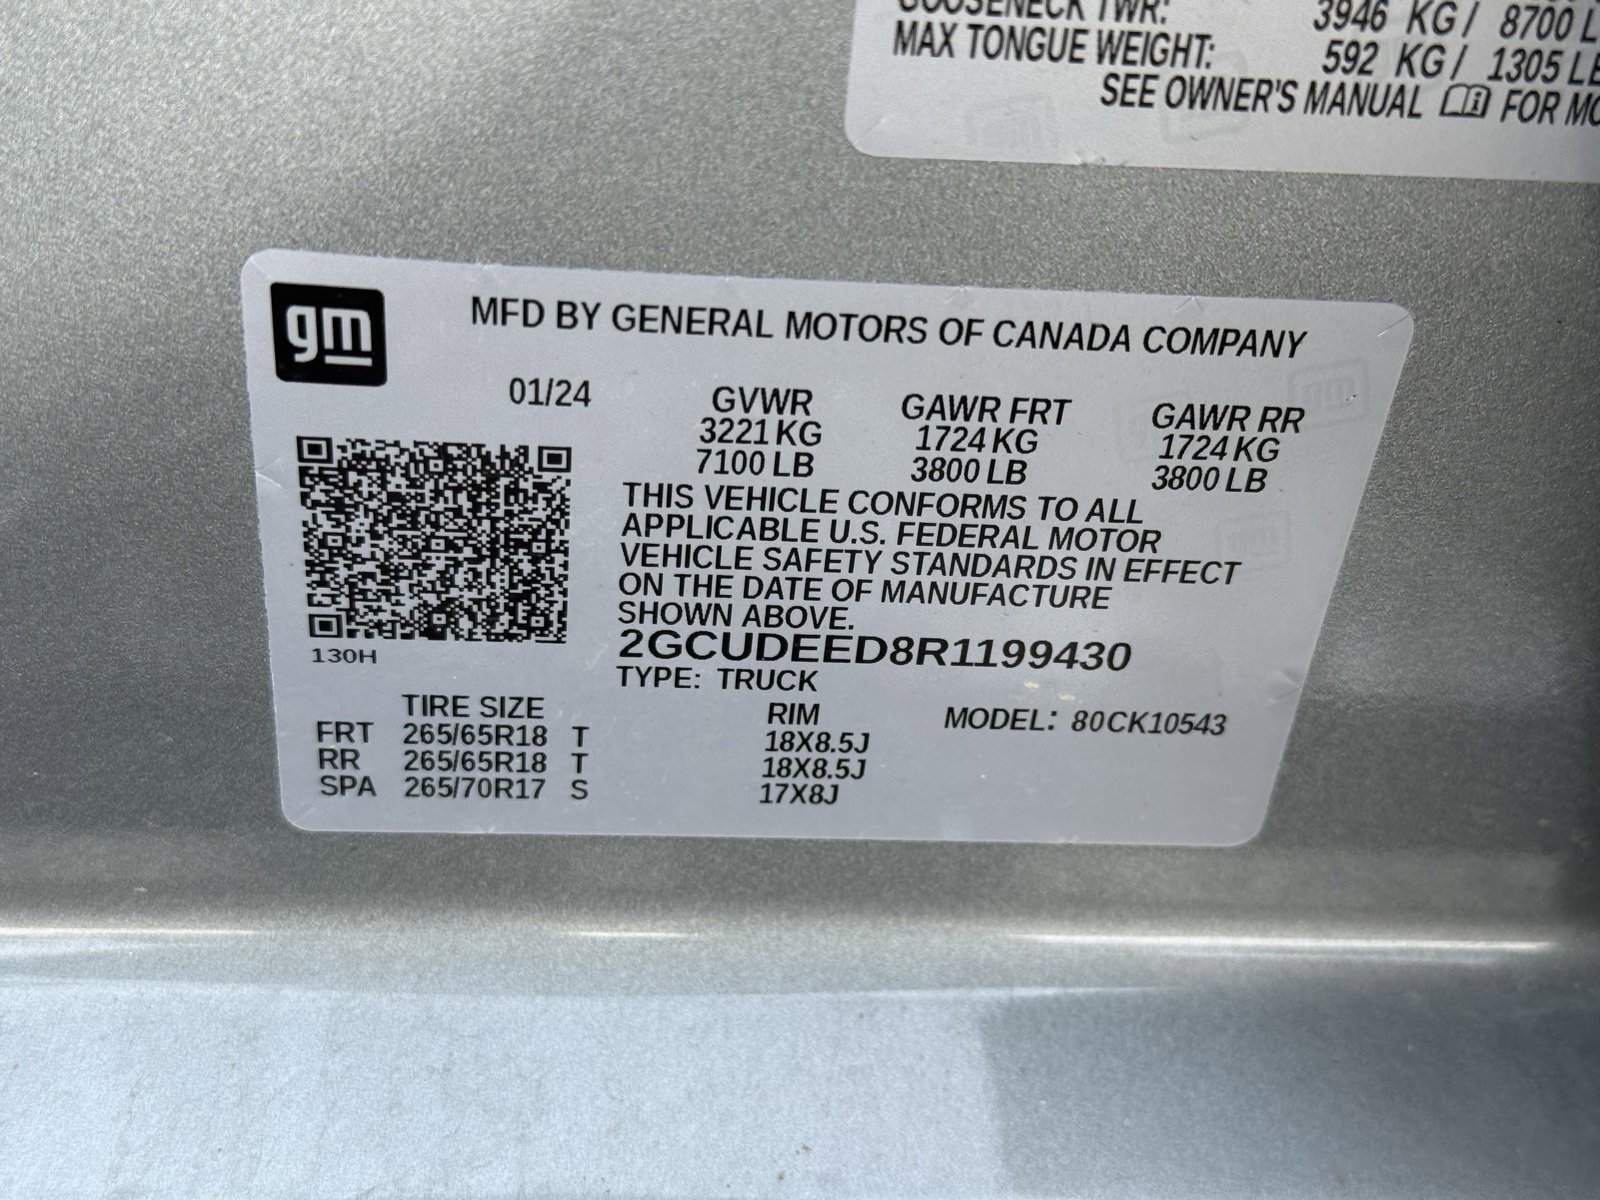 GOOSENECK TWR: 3946 KG / 8700 L
MAX TONGUE WEIGHT: 592 KG / 1305 LB
SEE OWNER'S MANUAL FOR MO
gm
MFD BY GENERAL MOTORS OF CANADA COMPANY
01/24 GVWR GAWR FRT GAWR RR
3221 KG 1724 KG 1724 KG
7100 LB 3800 LB 3800 LB
THIS VEHICLE CONFORMS TO ALL
APPLICABLE U.S. FEDERAL MOTOR
VEHICLE SAFETY STANDARDS IN EFFECT
ON THE DATE OF MANUFACTURE
SHOWN ABOVE.
2GCUDEED8R1199430
130H
TYPE: TRUCK
TIRE SIZE RIM MODEL: 80CK10543
FRT 265/65R18 T 18X8.5J
RR 265/65R18 T 18X8.5J
SPA 265/70R17 S 17X8J